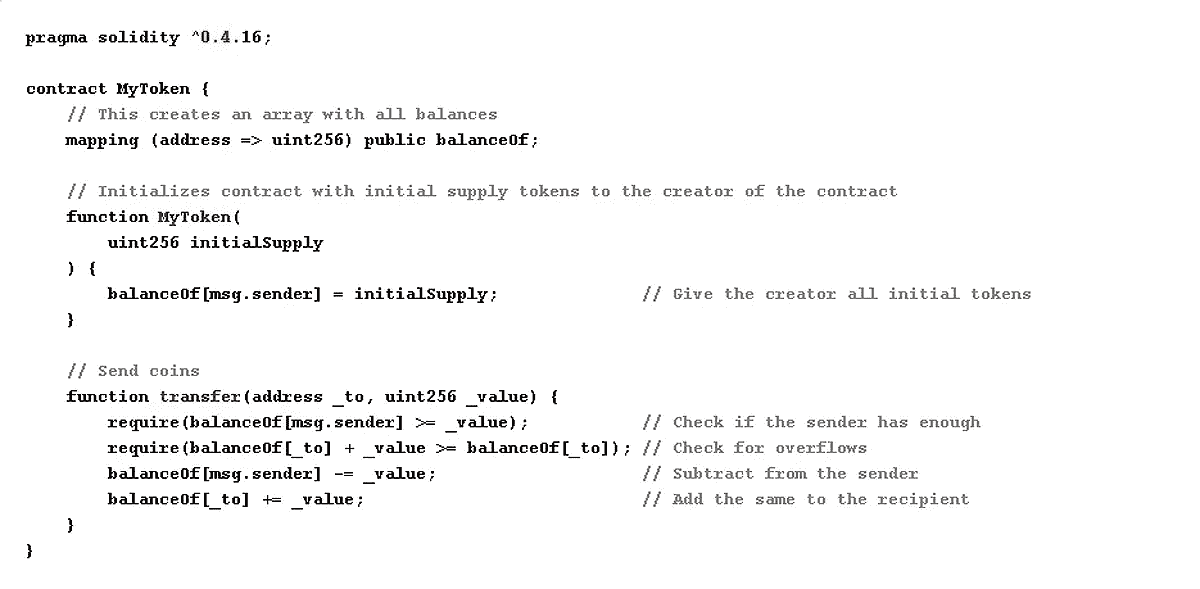 pragma solidity ^0.4.16;

contract MyToken {
    // This creates an array with all balances
    mapping (address => uint256) public balanceOf;

    // Initializes contract with initial supply tokens to the creator of the contract
    function MyToken(
        uint256 initialSupply
    ) {
        balanceOf[msg.sender] = initialSupply;              // Give the creator all initial tokens
    }

    // Send coins
    function transfer(address _to, uint256 _value) {
        require(balanceOf[msg.sender] >= _value);           // Check if the sender has enough
        require(balanceOf[_to] + _value >= balanceOf[_to]); // Check for overflows
        balanceOf[msg.sender] -= _value;                    // Subtract from the sender
        balanceOf[_to] += _value;                           // Add the same to the recipient
    }
}